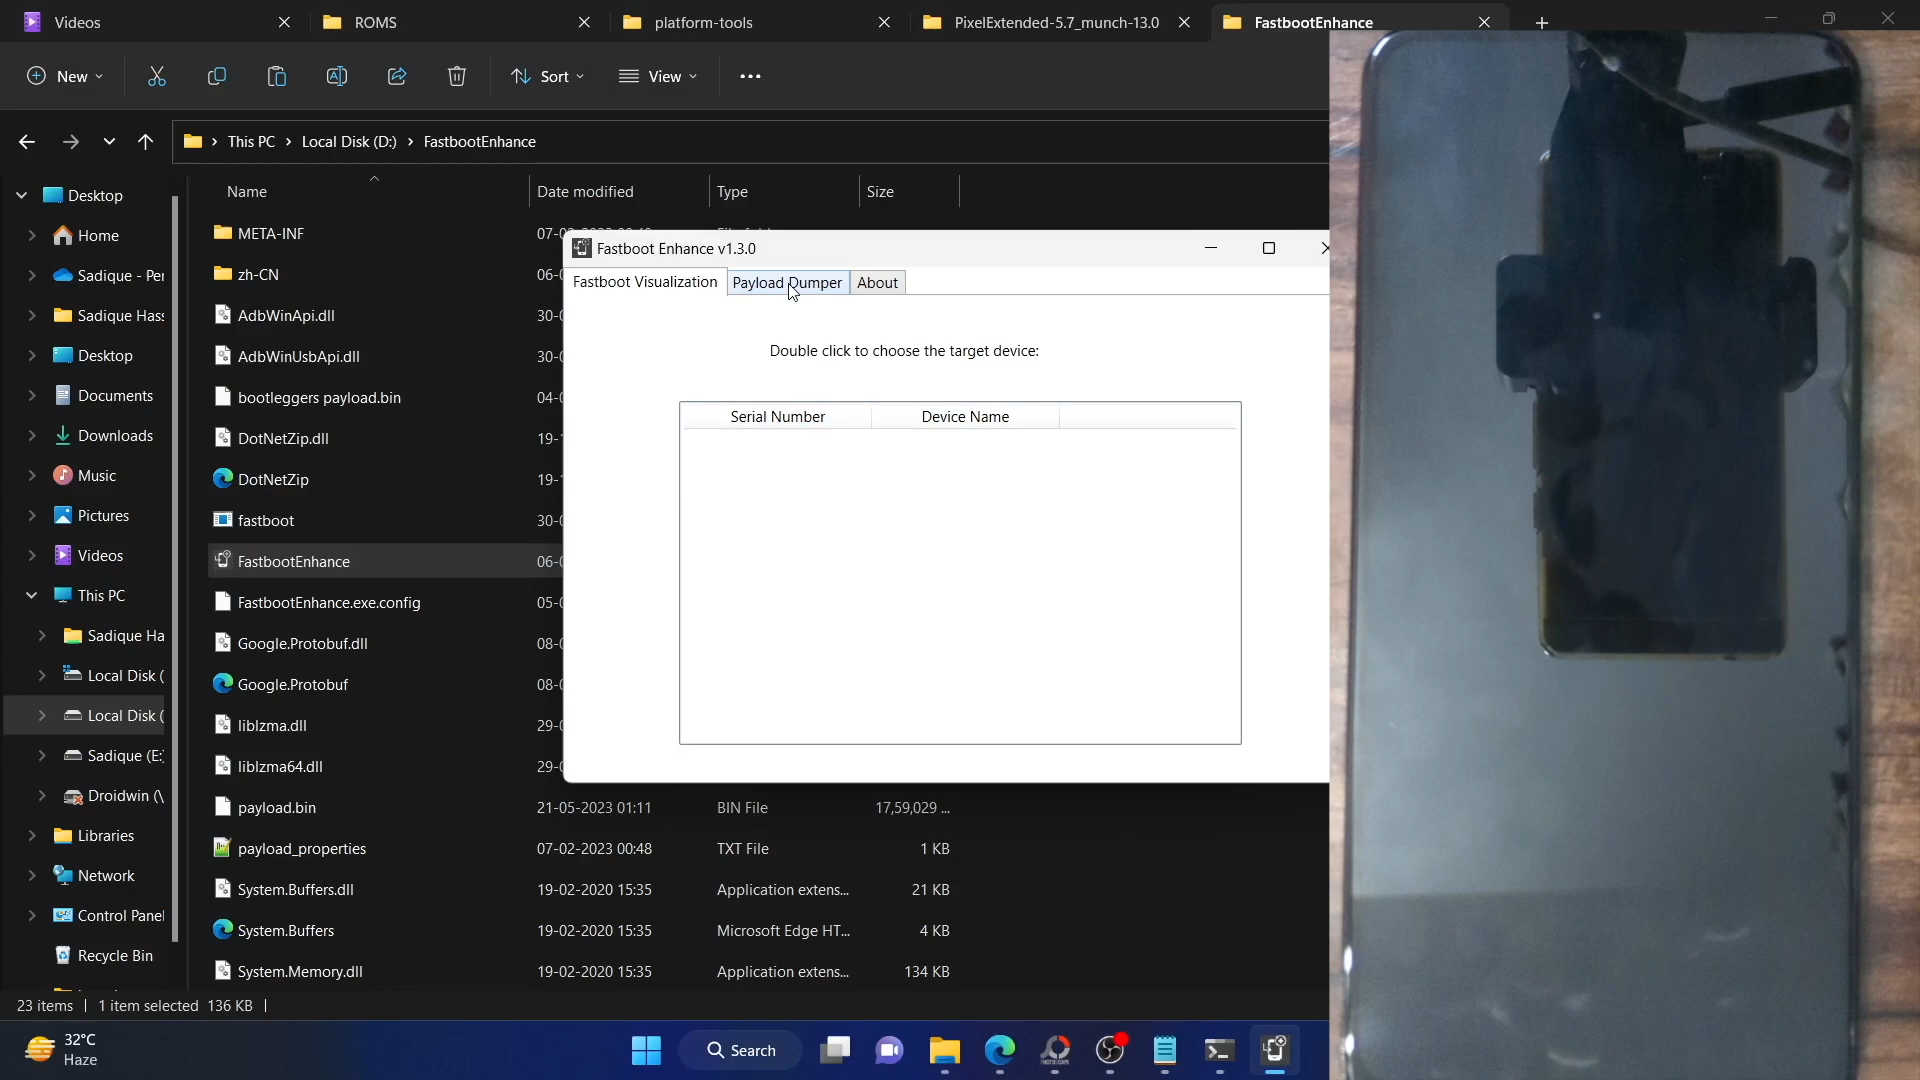 Videos
ROMS
platform-tools
PixelExtended-5.7_munch-13.0
FastbootEnhance
New
Sort
View
This PC
Local Disk (D:)
FastbootEnhance
Desktop
Home
Sadique - Per
Sadique Hass
Desktop
Documents
Downloads
Music
Pictures
Videos
This PC
Sadique Ha
Local Disk (
Local Disk (
Sadique (E:
Droidwin (\
Libraries
Network
Control Panel
Recycle Bin
Name
Date modified
Type
Size
META-INF 07-
zh-CN 06-
AdbWinApi.dll 30-
AdbWinUsbApi.dll 30-
bootleggers payload.bin 04-
DotNetZip.dll 19-
DotNetZip 19-
fastboot 30-
FastbootEnhance 06-
FastbootEnhance.exe.config 05-
Google.Protobuf.dll 08-
Google.Protobuf 08-
liblzma.dll 29-
liblzma64.dll 29-
payload.bin 21-05-2023 01:11 BIN File 17,59,029 ...
payload_properties 07-02-2023 00:48 TXT File 1 KB
System.Buffers.dll 19-02-2020 15:35 Application extens... 21 KB
System.Buffers 19-02-2020 15:35 Microsoft Edge HT... 4 KB
System.Memory.dll 19-02-2020 15:35 Application extens... 134 KB
Fastboot Enhance v1.3.0
Fastboot Visualization
Payload Dumper
About
Double click to choose the target device:
Serial Number
Device Name
23 items
1 item selected 136 KB
32°C
Haze
Search